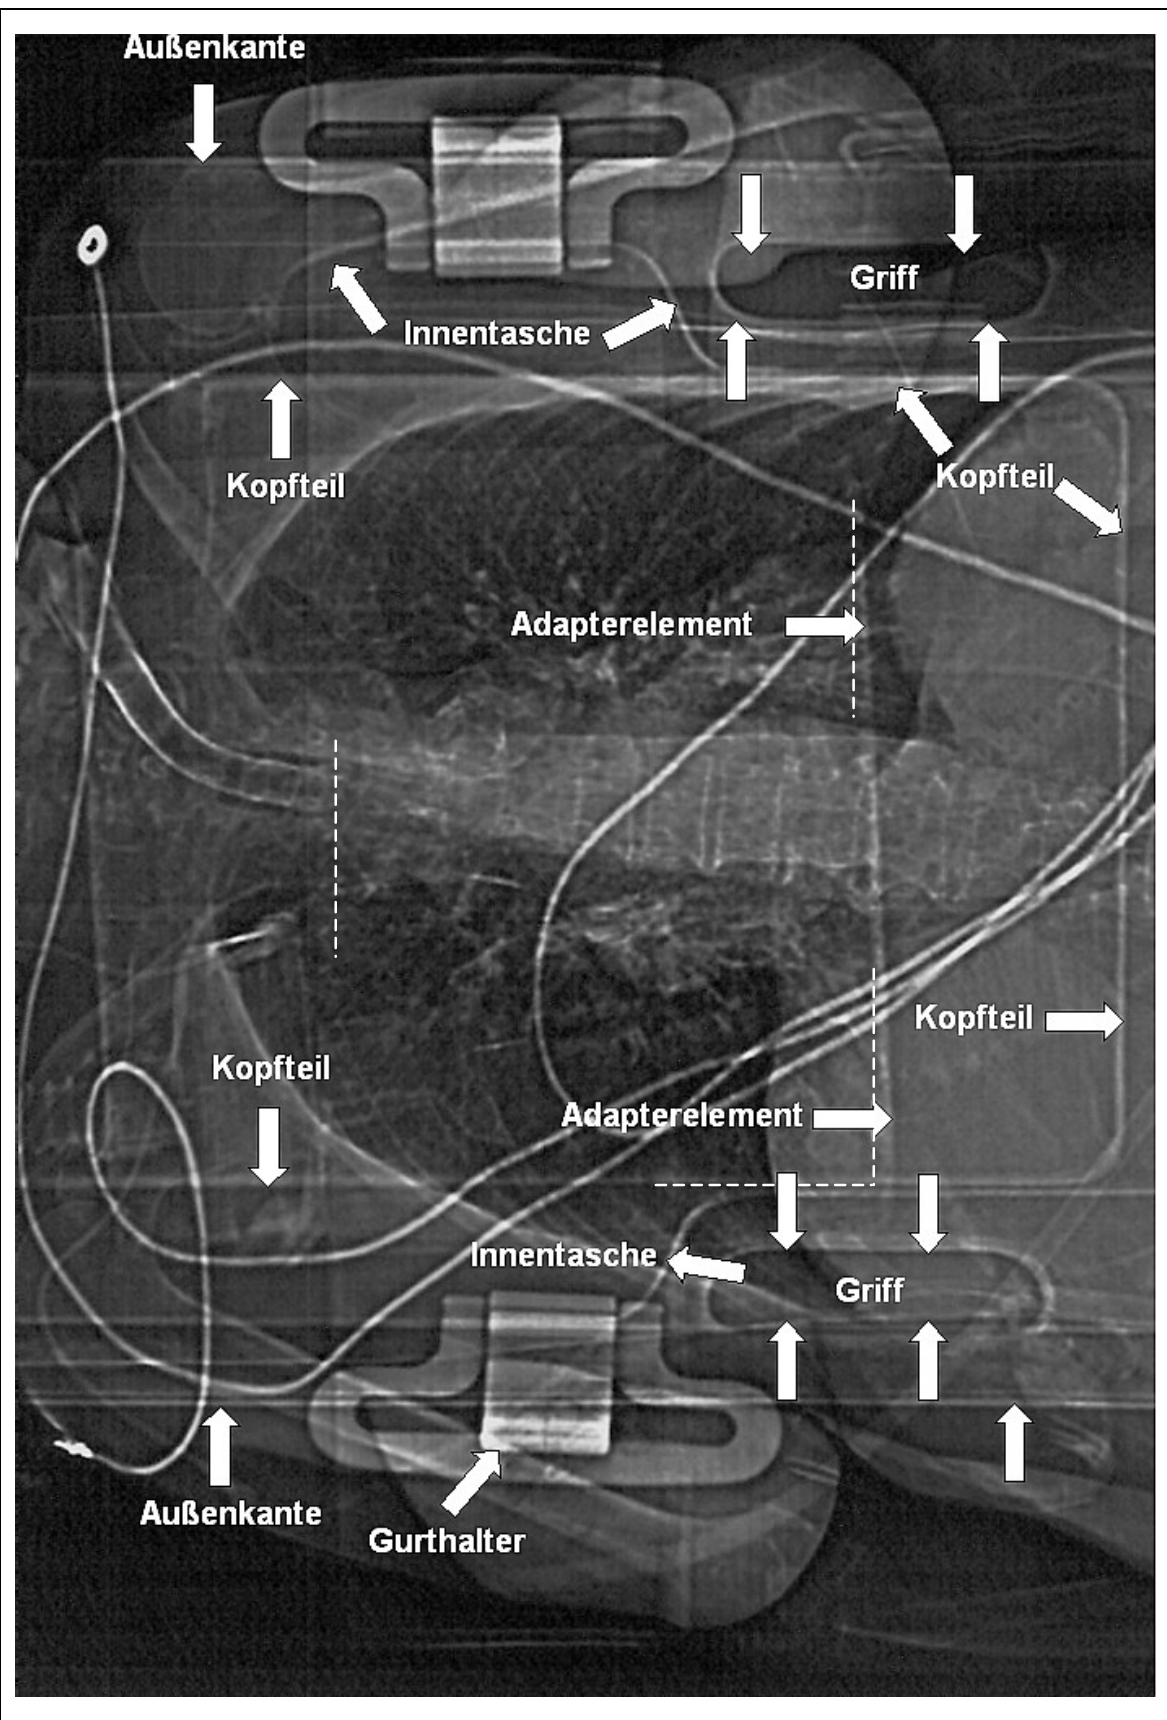 Außenkante
Griff
Innentasche
Kopfteil
Kopfteil
Adapterelement
Kopfteil
Kopfteil
Adapterelement
Innentasche
Griff
Außenkante
Gurthalter